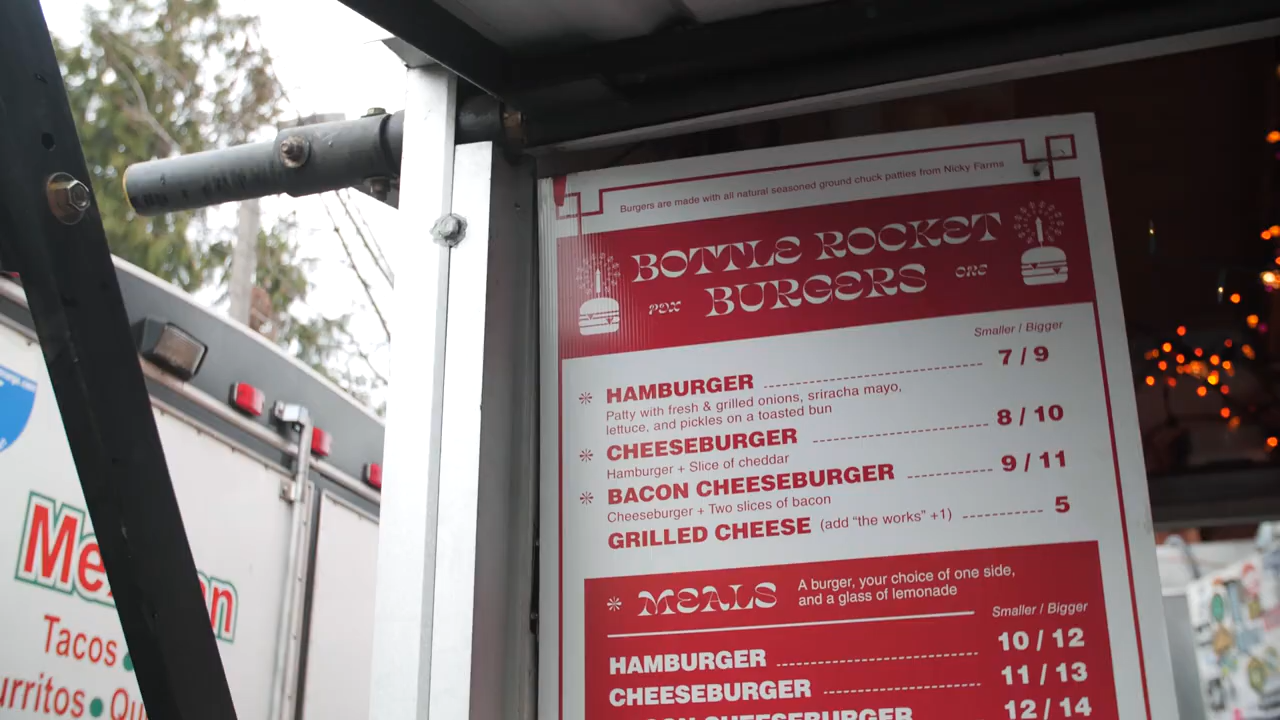 Burgers are made with all natural seasoned ground chuck patties from Nicky Farms
BOTTLE ROCKET
PDX BURGERS ORE
Smaller / Bigger
HAMBURGER 7 / 9
Patty with fresh & grilled onions, sriracha mayo,
lettuce, and pickles on a toasted bun
CHEESEBURGER 8 / 10
Hamburger + Slice of cheddar
BACON CHEESEBURGER 9 / 11
Cheeseburger + Two slices of bacon
GRILLED CHEESE (add “the works” +1) 5
MEALS A burger, your choice of one side,
and a glass of lemonade
Smaller / Bigger
HAMBURGER 10 / 12
CHEESEBURGER 11 / 13
BACON CHEESEBURGER 12 / 14
Tacos